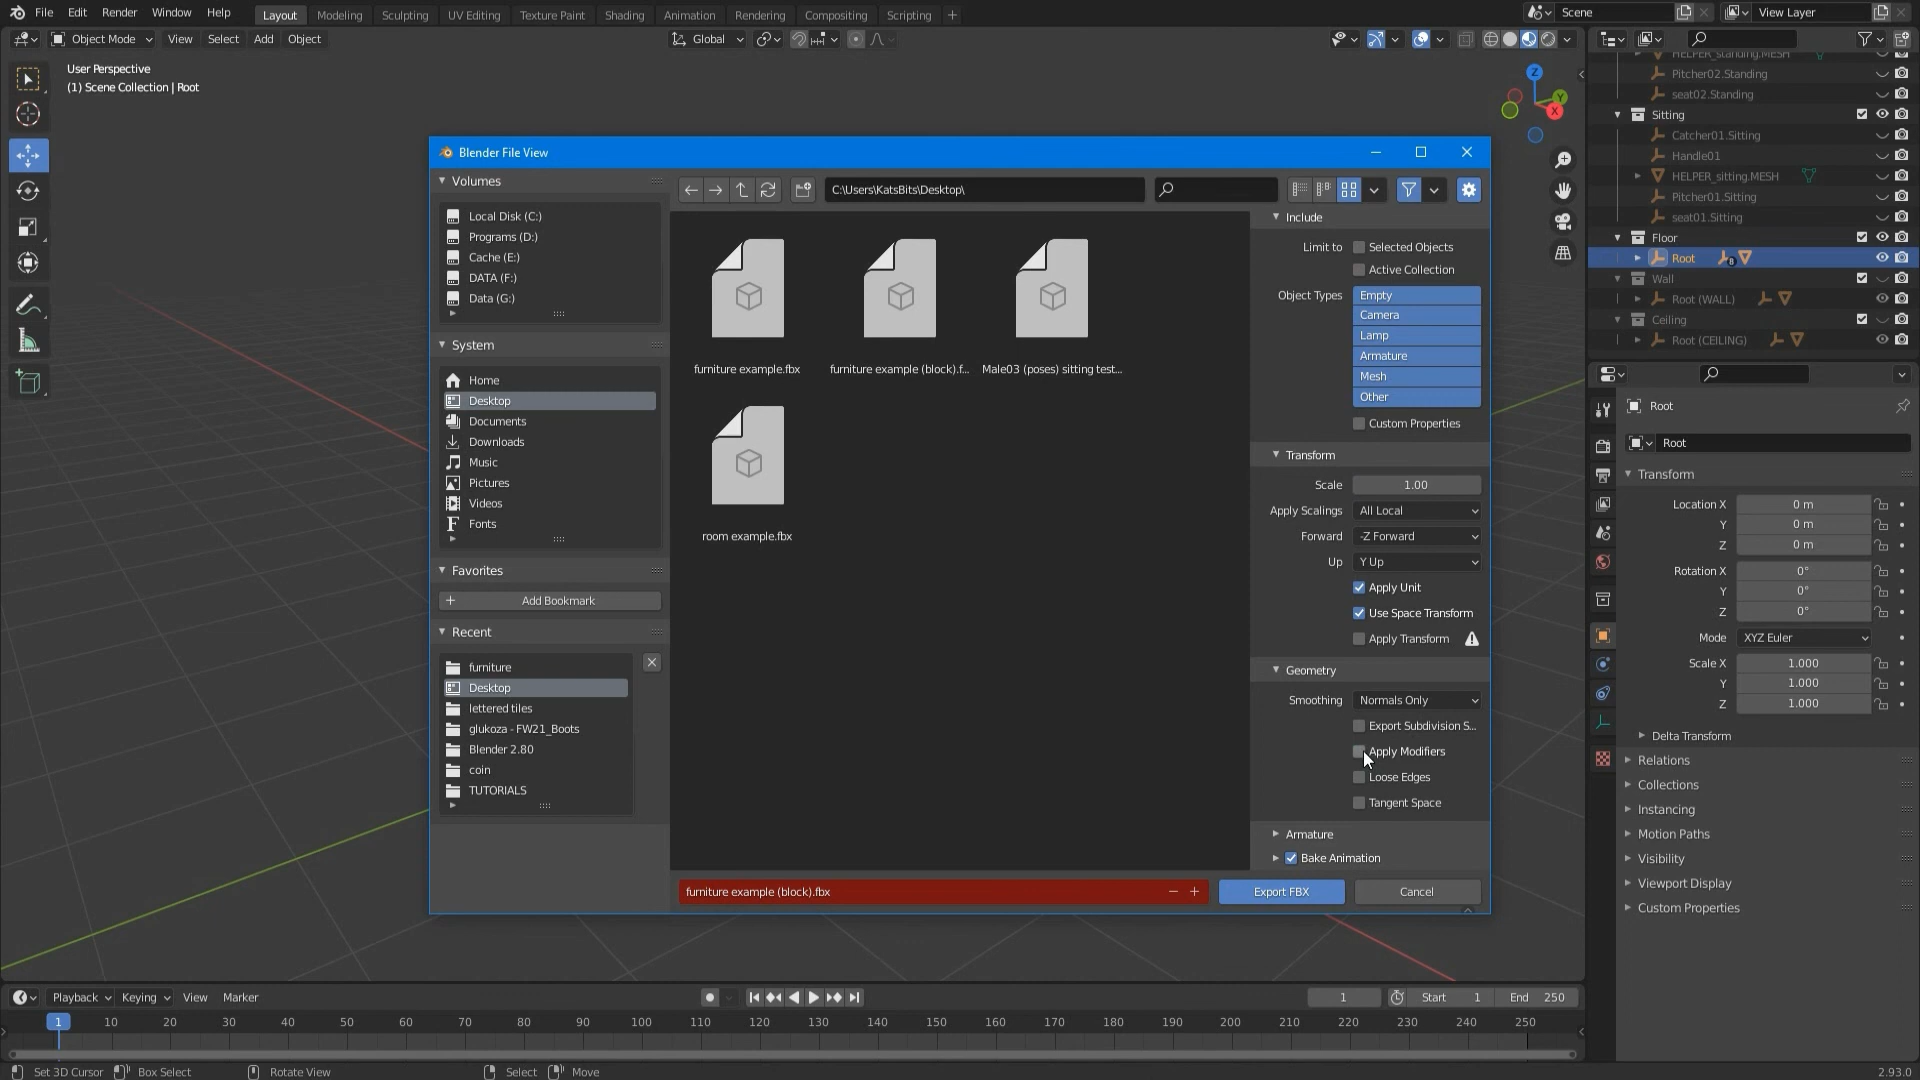 File Edit Render Window Help Layout Modeling Sculpting UV Editing Texture Paint Shading Animation Rendering Compositing Scripting + Scene View Layer
Object Mode View Select Add Object Global
User Perspective
(1) Scene Collection | Root
Z
Y
X
Blender File View
Volumes
Local Disk (C:)
Programs (D:)
Cache (E:)
DATA (F:)
Data (G:)
System
Home
Desktop
Documents
Downloads
Music
Pictures
Videos
Fonts
Favorites
+ Add Bookmark
Recent
furniture
Desktop
lettered tiles
glukoza - FW21_Boots
Blender 2.80
coin
TUTORIALS
C:\Users\KatsBits\Desktop\
furniture example.fbx
furniture example (block).f...
Male03 (poses) sitting test...
room example.fbx
Include
Limit to Selected Objects
Active Collection
Object Types Empty
Camera
Lamp
Armature
Mesh
Other
Custom Properties
Transform
Scale 1.00
Apply Scalings All Local
Forward -Z Forward
Up Y Up
Apply Unit
Use Space Transform
Apply Transform
Geometry
Smoothing Normals Only
Export Subdivision S...
Apply Modifiers
Loose Edges
Tangent Space
Armature
Bake Animation
furniture example (block).fbx
Export FBX
Cancel
HELPER_standing.MESH
Pitcher02.Standing
seat02.Standing
Sitting
Catcher01.Sitting
Handle01
HELPER_sitting.MESH
Pitcher01.Sitting
seat01.Sitting
Floor
Root 8
Wall
Root (WALL)
Ceiling
Root (CEILING)
Root
Root
Transform
Location X 0 m
Y 0 m
Z 0 m
Rotation X 0°
Y 0°
Z 0°
Mode XYZ Euler
Scale X 1.000
Y 1.000
Z 1.000
Delta Transform
Relations
Collections
Instancing
Motion Paths
Visibility
Viewport Display
Custom Properties
Playback Keying View Marker 1 Start 1 End 250
1 10 20 30 40 50 60 70 80 90 100 110 120 130 140 150 160 170 180 190 200 210 220 230 240 250
Set 3D Cursor Box Select Rotate View Select Move 2.93.0